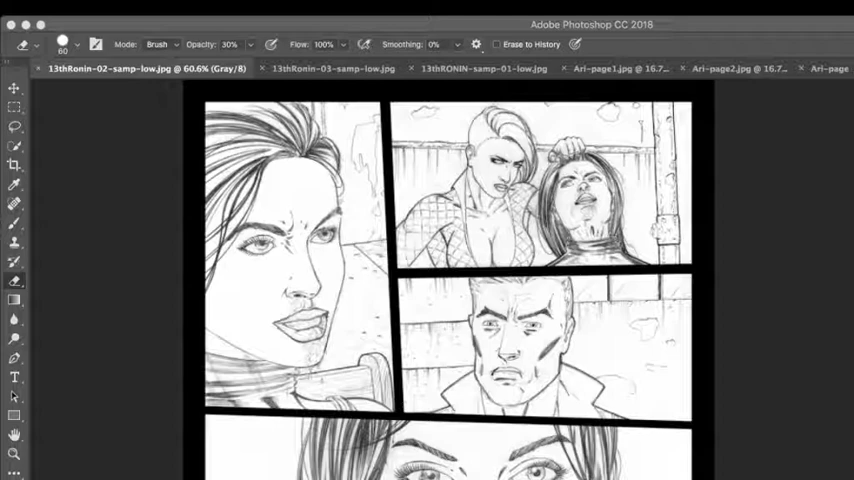 Adobe Photoshop CC 2018
60 Mode: Brush Opacity: 30% Flow: 100% Smoothing: 0% Erase to History
13thRonin-02-samp-low.jpg @ 60.6% (Gray/8) 13thRonin-03-samp-low.jpg 13thRONIN-samp-01-low.jpg Ari-page1.jpg @ 16.7... Ari-page2.jpg @ 16.7... Ari-page